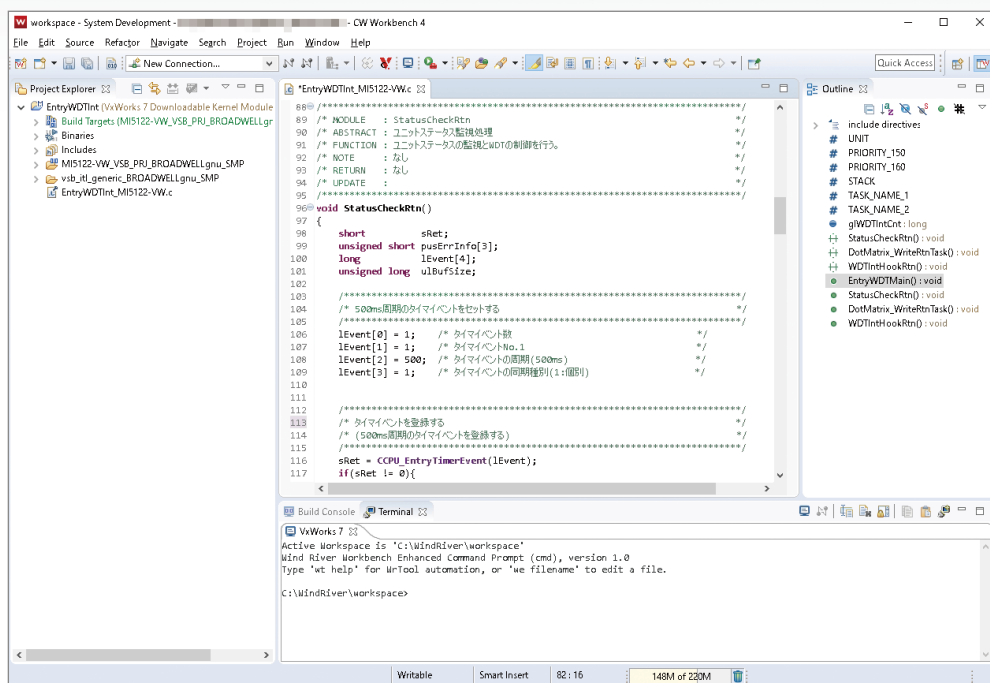 workspace - System Development - - CW Workbench 4
File Edit Source Refactor Navigate Search Project Run Window Help
New Connection...
Quick Access
Project Explorer
EntryWDTInt (VxWorks 7 Downloadable Kernel Module
Build Targets (MI5122-VW_VSB_PRJ_BROADWELLgr
Binaries
Includes
MI5122-VW_VSB_PRJ_BROADWELLgnu_SMP
vsb_itl_generic_BROADWELLgnu_SMP
EntryWDTInt_MI5122-VW.c
*EntryWDTInt_MI5122-VW.c
88 /***********************************************************************/
89 /* MODULE : StatusCheckRtn */
90 /* ABSTRACT : ユニットステータス監視処理 */
91 /* FUNCTION : ユニットステータスの監視とWDTの制御を行う。 */
92 /* NOTE : なし */
93 /* RETURN : なし */
94 /* UPDATE : */
95 /***********************************************************************/
96 void StatusCheckRtn()
97 {
98 short sRet;
99 unsigned short pusErrInfo[3];
100 long lEvent[4];
101 unsigned long ulBufSize;
102
103 /*******************************************************************/
104 /* 500ms周期のタイマイベントをセットする */
105 /*******************************************************************/
106 lEvent[0] = 1; /* タイマイベント数 */
107 lEvent[1] = 1; /* タイマイベントNo.1 */
108 lEvent[2] = 500; /* タイマイベントの周期(500ms) */
109 lEvent[3] = 1; /* タイマイベントの同期種別(1:個別) */
110
111
112 /*******************************************************************/
113 /* タイマイベントを登録する */
114 /* (500ms周期のタイマイベントを登録する) */
115 /*******************************************************************/
116 sRet = CCPU_EntryTimerEvent(lEvent);
117 if(sRet != 0){
Outline
include directives
UNIT
PRIORITY_150
PRIORITY_160
STACK
TASK_NAME_1
TASK_NAME_2
glWDTIntCnt : long
StatusCheckRtn() : void
DotMatrix_WriteRtnTask() : void
WDTIntHookRtn() : void
EntryWDTMain() : void
StatusCheckRtn() : void
DotMatrix_WriteRtnTask() : void
WDTIntHookRtn() : void
Build Console Terminal
VxWorks 7
Active Workspace is "C:\WindRiver\workspace"
Wind River Workbench Enhanced Command Prompt (cmd), version 1.0
Type 'wt help' for WrTool automation, or 'we filename' to edit a file.
C:\WindRiver\workspace>
Writable Smart Insert 82 : 16 148M of 220M